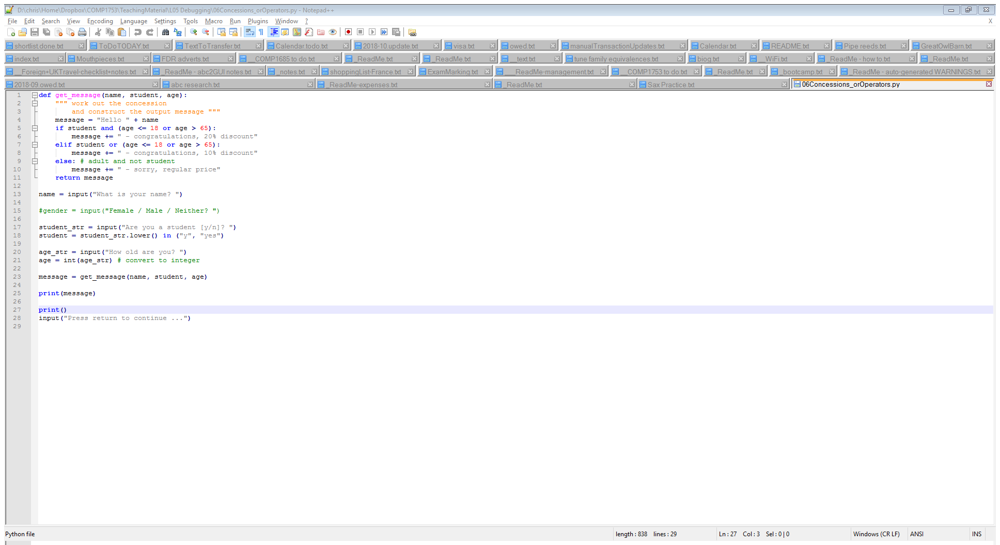 D:\chris\Home\Dropbox\COMP1753\TeachingMaterial\L05 Debugging\06Concessions_orOperators.py - Notepad++
File Edit Search View Encoding Language Settings Tools Macro Run Plugins Window ? X
shortlist.done.txt ToDoTODAY.txt TextToTransfer.txt Calendar.todo.txt 2018-10.update.txt visa.txt owed.txt manualTransactionUpdates.txt Calendar.txt README.txt Pipe reeds.txt GreatOwlBarn.txt
index.txt Mouthpieces.txt FDR adverts.txt __COMP1685 to do.txt _ReadMe.txt _ReadMe.txt __text.txt tune family equivalences.txt biog.txt __WiFi.txt _ReadMe - how to.txt _ReadMe.txt
__Foreign+UKTravel-checklist+notes.txt _ReadMe - abc2GUI notes.txt _notes.txt shoppingList-France.txt ExamMarking.txt ___ReadMe-management.txt __COMP1753 to do.txt _ReadMe.txt _bootcamp.txt _ReadMe - auto-generated WARNINGS.txt
2018-09.owed.txt abc research.txt _ReadMe-expenses.txt _ReadMe.txt Sax Practice.txt 06Concessions_orOperators.py
1 def get_message(name, student, age):
2     """ work out the concession
3         and construct the output message """
4     message = "Hello " + name
5     if student and (age <= 18 or age > 65):
6         message += " - congratulations, 20% discount"
7     elif student or (age <= 18 or age > 65):
8         message += " - congratulations, 10% discount"
9     else: # adult and not student
10         message += " - sorry, regular price"
11     return message
12
13 name = input("What is your name? ")
14
15 #gender = input("Female / Male / Neither? ")
16
17 student_str = input("Are you a student [y/n]? ")
18 student = student_str.lower() in ("y", "yes")
19
20 age_str = input("How old are you? ")
21 age = int(age_str) # convert to integer
22
23 message = get_message(name, student, age)
24
25 print(message)
26
27 print()
28 input("Press return to continue ...")
29
Python file length : 838 lines : 29 Ln : 27 Col : 3 Sel : 0 | 0 Windows (CR LF) ANSI INS